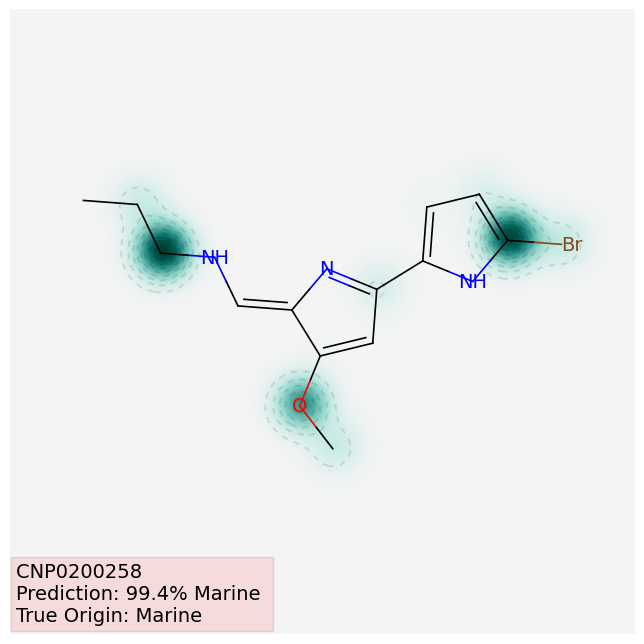 NH
N
NH
Br
O
CNP0200258
Prediction: 99.4% Marine
True Origin: Marine